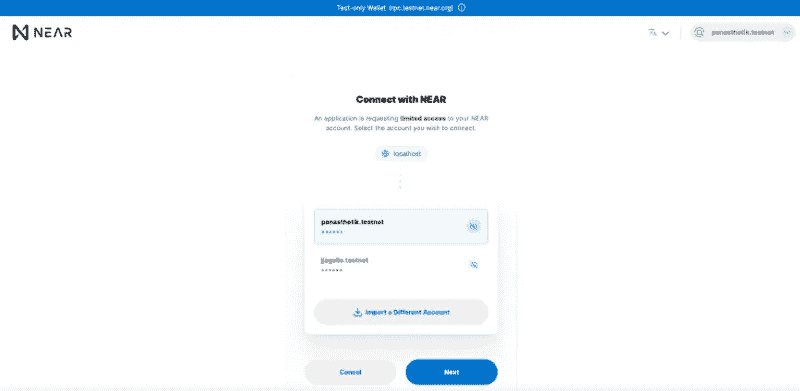 Test-only Wallet (rpc.testnet.near.org)
NEAR
panasthetik.testnet
Connect with NEAR
An application is requesting limited access to your NEAR
account. Select the account you wish to connect.
localhost
panasthetik.testnet
••••••
••••••
Import a Different Account
Cancel
Next